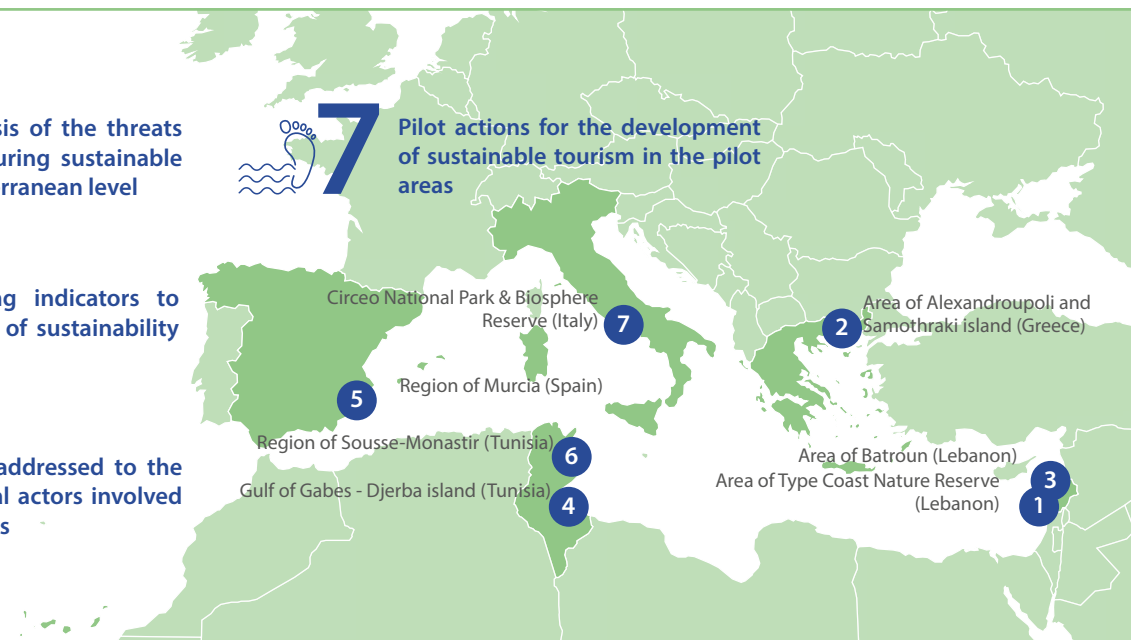 sis of the threats
uring sustainable
rranean level
7
Pilot actions for the development
of sustainable tourism in the pilot
areas
ng indicators to
of sustainability
addressed to the
al actors involved
s
Circeo National Park & Biosphere
Reserve (Italy)
7
2
Area of Alexandroupoli and
Samothraki island (Greece)
Region of Murcia (Spain)
5
Region of Sousse-Monastir (Tunisia)
6
Gulf of Gabes - Djerba island (Tunisia)
4
Area of Batroun (Lebanon)
3
Area of Type Coast Nature Reserve
(Lebanon)
1